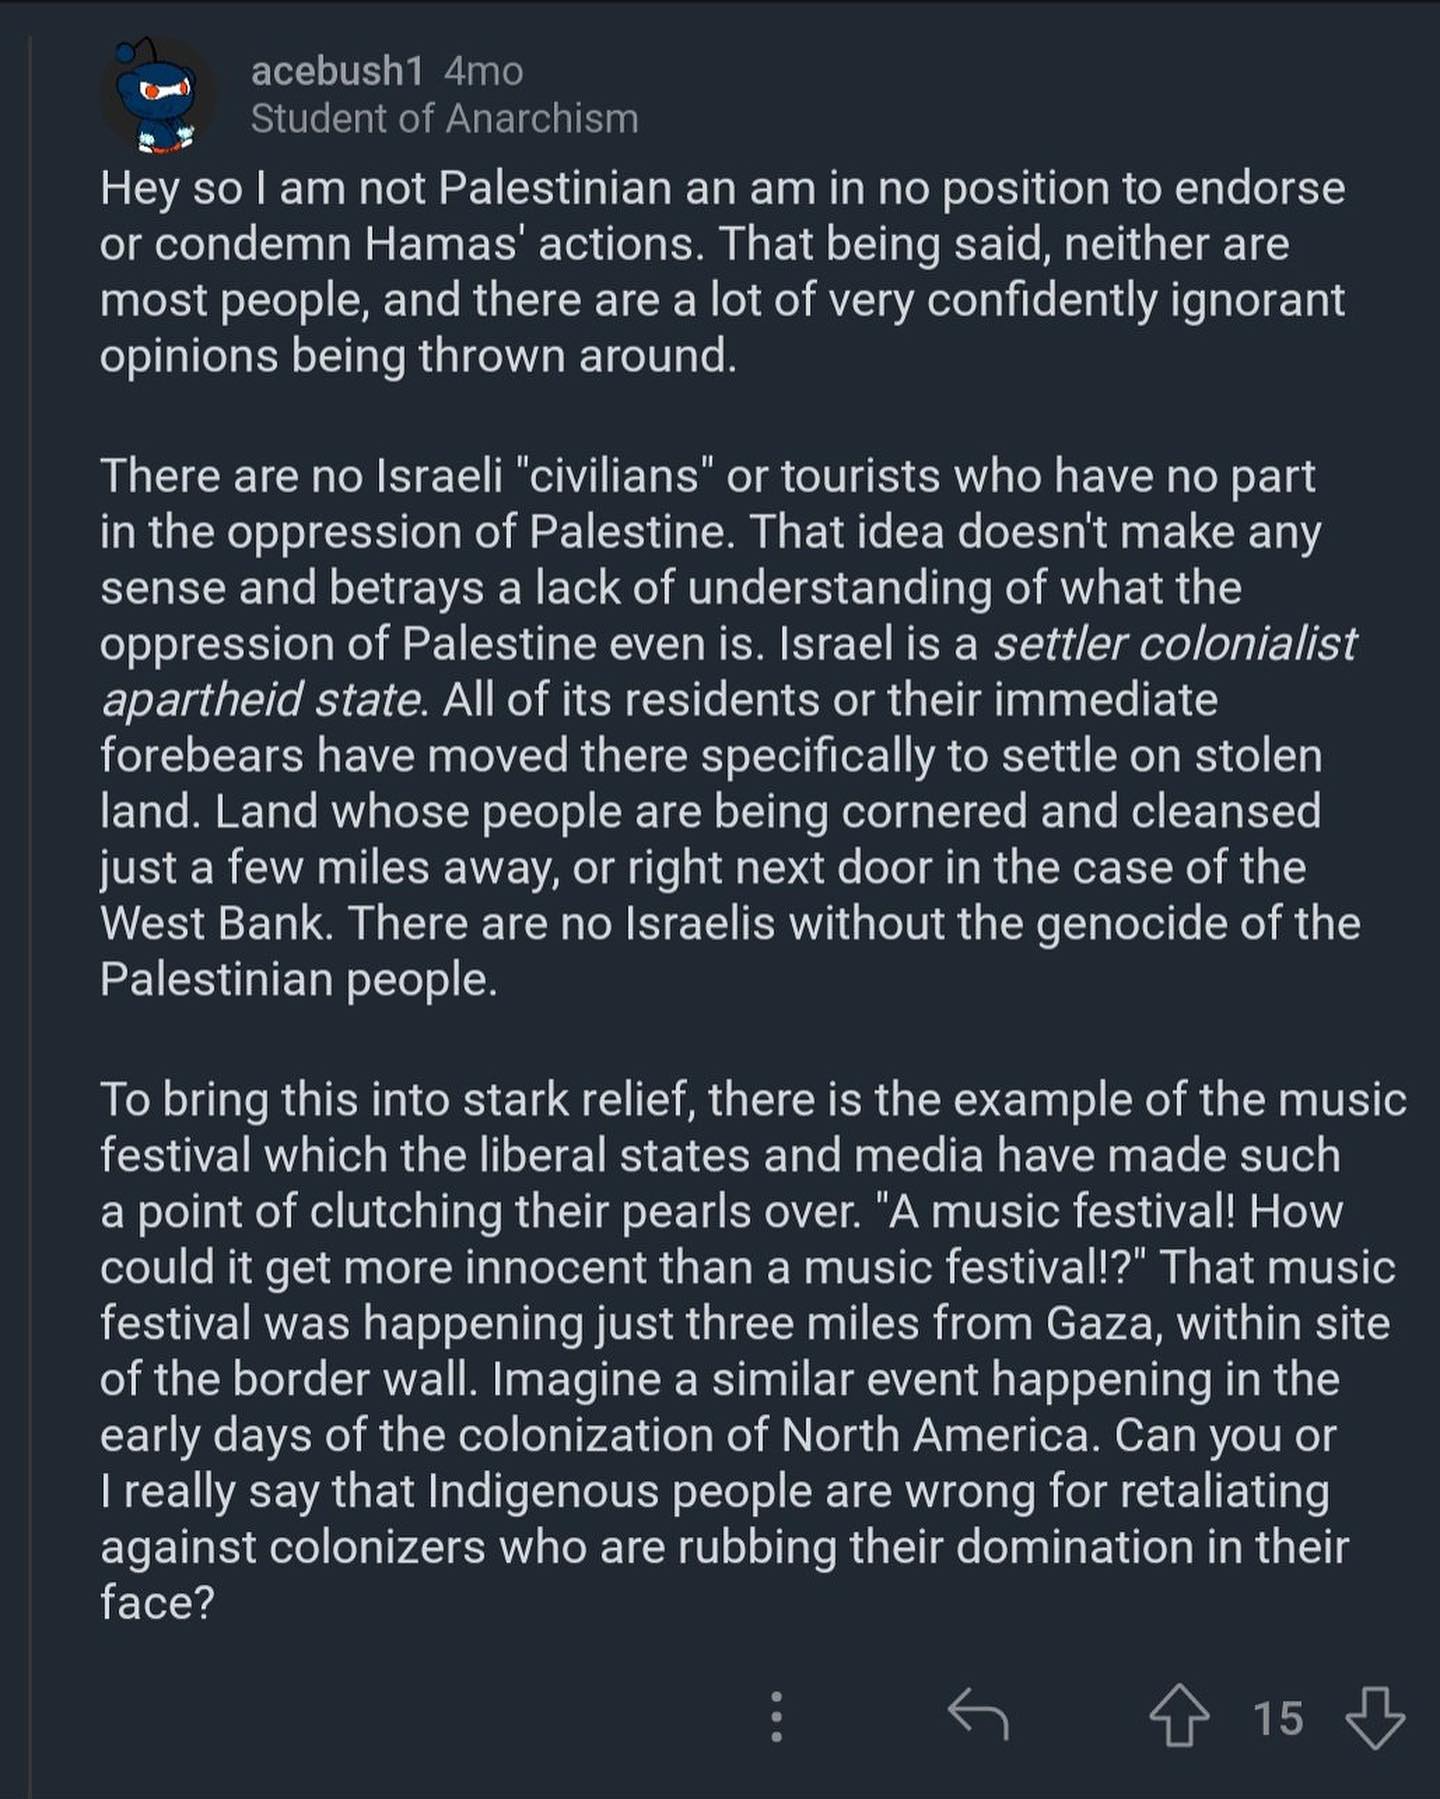 acebush1 4mo
Student of Anarchism
Hey so I am not Palestinian an am in no position to endorse
or condemn Hamas' actions. That being said, neither are
most people, and there are a lot of very confidently ignorant
opinions being thrown around.
There are no Israeli "civilians" or tourists who have no part
in the oppression of Palestine. That idea doesn't make any
sense and betrays a lack of understanding of what the
oppression of Palestine even is. Israel is a settler colonialist
apartheid state. All of its residents or their immediate
forebears have moved there specifically to settle on stolen
land. Land whose people are being cornered and cleansed
just a few miles away, or right next door in the case of the
West Bank. There are no Israelis without the genocide of the
Palestinian people.
To bring this into stark relief, there is the example of the music
festival which the liberal states and media have made such
a point of clutching their pearls over. "A music festival! How
could it get more innocent than a music festival!?" That music
festival was happening just three miles from Gaza, within site
of the border wall. Imagine a similar event happening in the
early days of the colonization of North America. Can you or
I really say that Indigenous people are wrong for retaliating
against colonizers who are rubbing their domination in their
face?
15